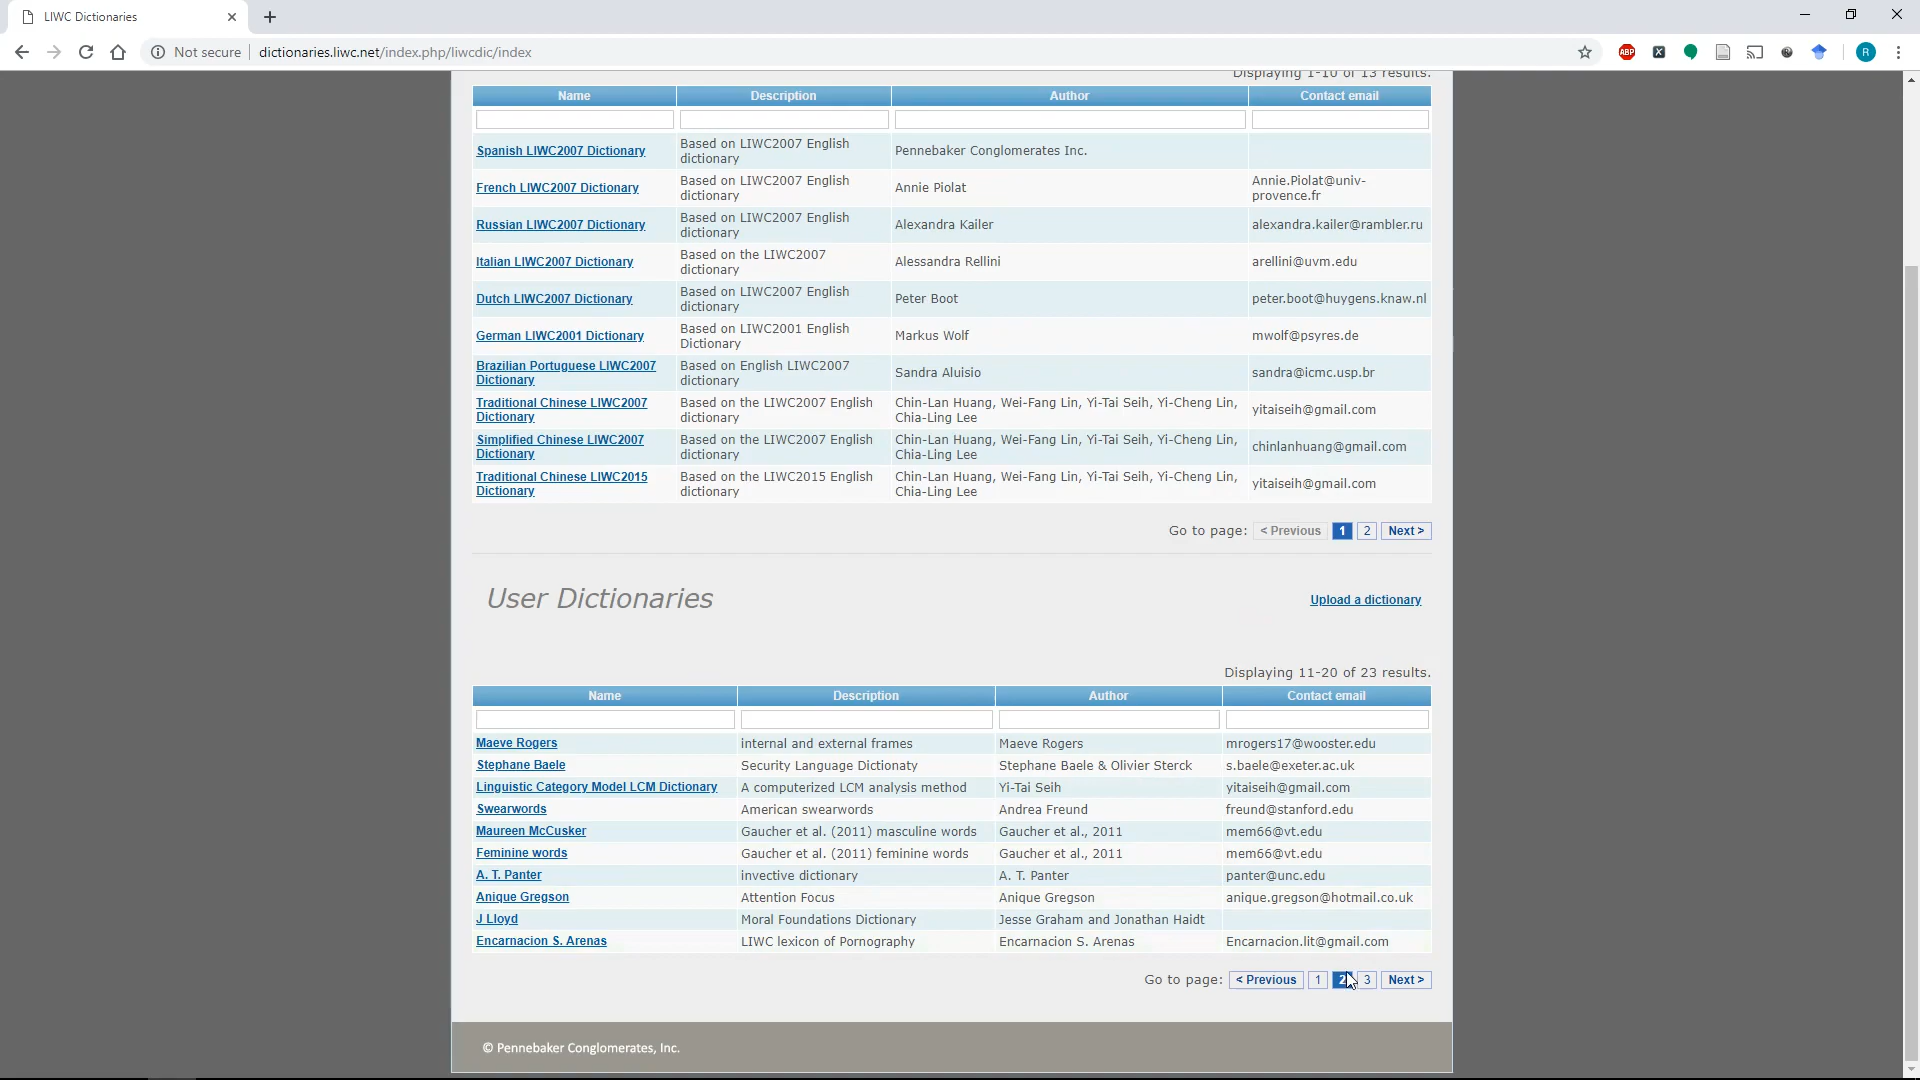 LIWC Dictionaries
Not secure dictionaries.liwc.net/index.php/liwcdic/index
ABP
R
Displaying 1-10 of 13 results.
Name Description Author Contact email
Spanish LIWC2007 Dictionary Based on LIWC2007 English dictionary Pennebaker Conglomerates Inc.
French LIWC2007 Dictionary Based on LIWC2007 English dictionary Annie Piolat Annie.Piolat@univ-provence.fr
Russian LIWC2007 Dictionary Based on LIWC2007 English dictionary Alexandra Kailer alexandra.kailer@rambler.ru
Italian LIWC2007 Dictionary Based on the LIWC2007 dictionary Alessandra Rellini arellini@uvm.edu
Dutch LIWC2007 Dictionary Based on LIWC2007 English dictionary Peter Boot peter.boot@huygens.knaw.nl
German LIWC2001 Dictionary Based on LIWC2001 English Dictionary Markus Wolf mwolf@psyres.de
Brazilian Portuguese LIWC2007 Dictionary Based on English LIWC2007 dictionary Sandra Aluisio sandra@icmc.usp.br
Traditional Chinese LIWC2007 Dictionary Based on the LIWC2007 English dictionary Chin-Lan Huang, Wei-Fang Lin, Yi-Tai Seih, Yi-Cheng Lin, Chia-Ling Lee yitaiseih@gmail.com
Simplified Chinese LIWC2007 Dictionary Based on the LIWC2007 English dictionary Chin-Lan Huang, Wei-Fang Lin, Yi-Tai Seih, Yi-Cheng Lin, Chia-Ling Lee chinlanhuang@gmail.com
Traditional Chinese LIWC2015 Dictionary Based on the LIWC2015 English dictionary Chin-Lan Huang, Wei-Fang Lin, Yi-Tai Seih, Yi-Cheng Lin, Chia-Ling Lee yitaiseih@gmail.com
Go to page: < Previous 1 2 Next >
User Dictionaries Upload a dictionary
Displaying 11-20 of 23 results.
Name Description Author Contact email
Maeve Rogers internal and external frames Maeve Rogers mrogers17@wooster.edu
Stephane Baele Security Language Dictionaty Stephane Baele & Olivier Sterck s.baele@exeter.ac.uk
Linguistic Category Model LCM Dictionary A computerized LCM analysis method Yi-Tai Seih yitaiseih@gmail.com
Swearwords American swearwords Andrea Freund freund@stanford.edu
Maureen McCusker Gaucher et al. (2011) masculine words Gaucher et al., 2011 mem66@vt.edu
Feminine words Gaucher et al. (2011) feminine words Gaucher et al., 2011 mem66@vt.edu
A. T. Panter invective dictionary A. T. Panter panter@unc.edu
Anique Gregson Attention Focus Anique Gregson anique.gregson@hotmail.co.uk
J Lloyd Moral Foundations Dictionary Jesse Graham and Jonathan Haidt
Encarnacion S. Arenas LIWC lexicon of Pornography Encarnacion S. Arenas Encarnacion.lit@gmail.com
Go to page: < Previous 1 2 3 Next >
© Pennebaker Conglomerates, Inc.